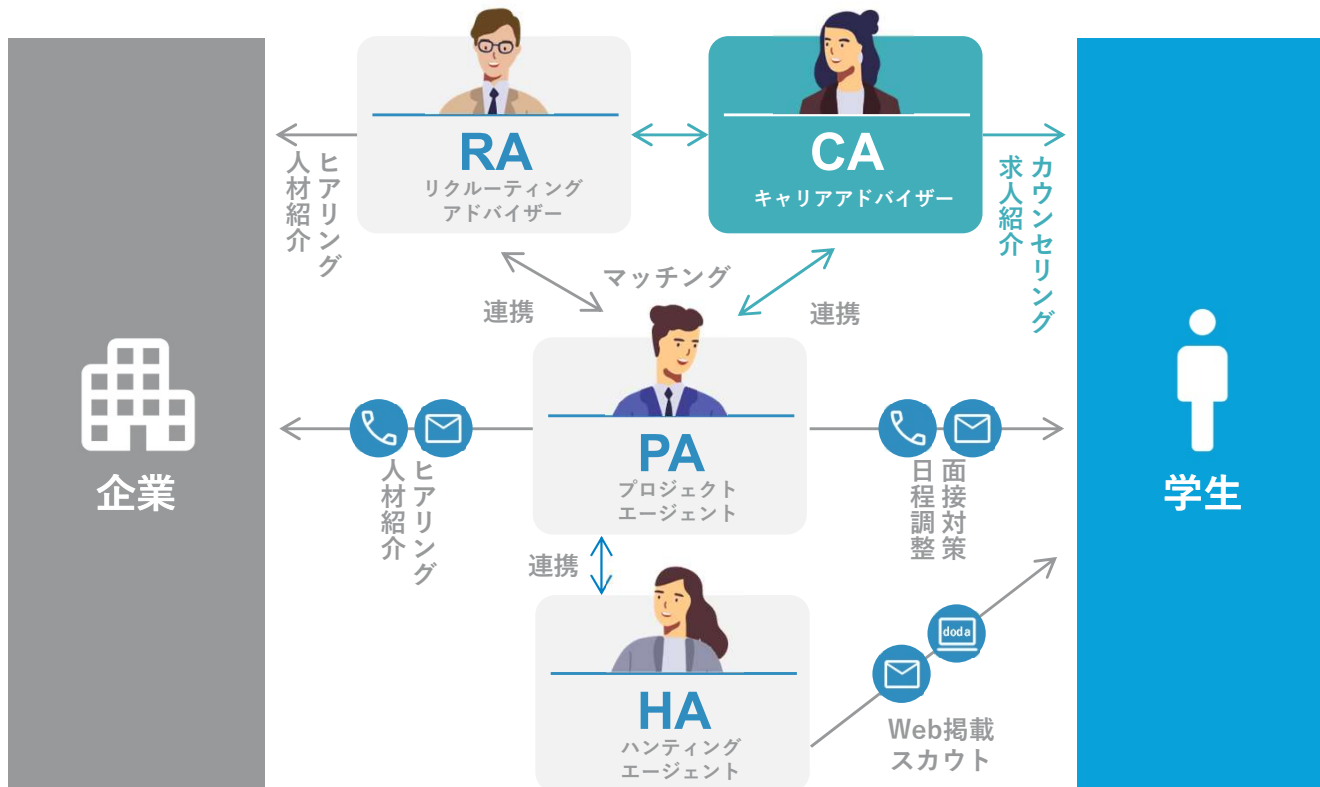 RA
リクルーティング
アドバイザー
CA
キャリアアドバイザー
ヒアリング
人材紹介
カウンセリング
求人紹介
マッチング
連携
連携
企業
学生
PA
プロジェクト
エージェント
ヒアリング
人材紹介
面接対策
日程調整
連携
doda
HA
ハンティング
エージェント
Web掲載
スカウト